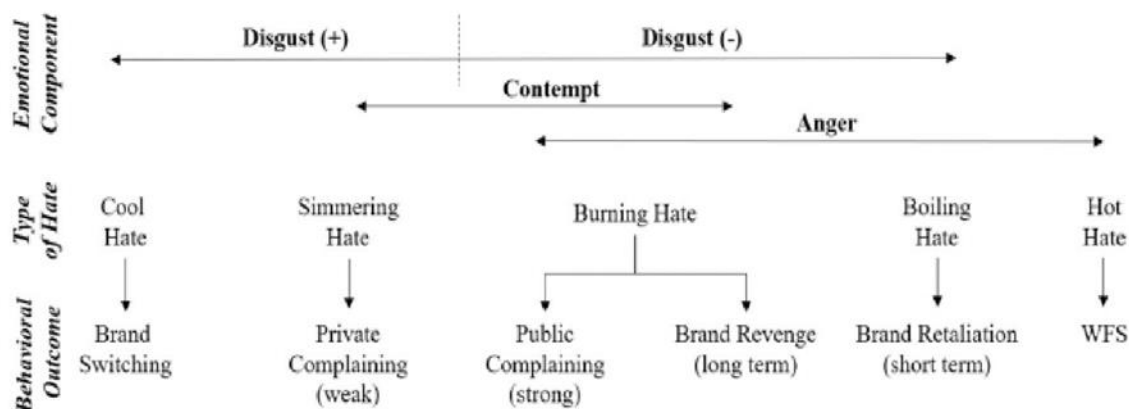 Emotional
Component
Disgust (+)
Disgust (-)
Contempt
Anger
Type
of Hate
Cool
Hate
Simmering
Hate
Burning Hate
Boiling
Hate
Hot
Hate
Behavioral
Outcome
Brand
Switching
Private
Complaining
(weak)
Public
Complaining
(strong)
Brand Revenge
(long term)
Brand Retaliation
(short term)
WFS